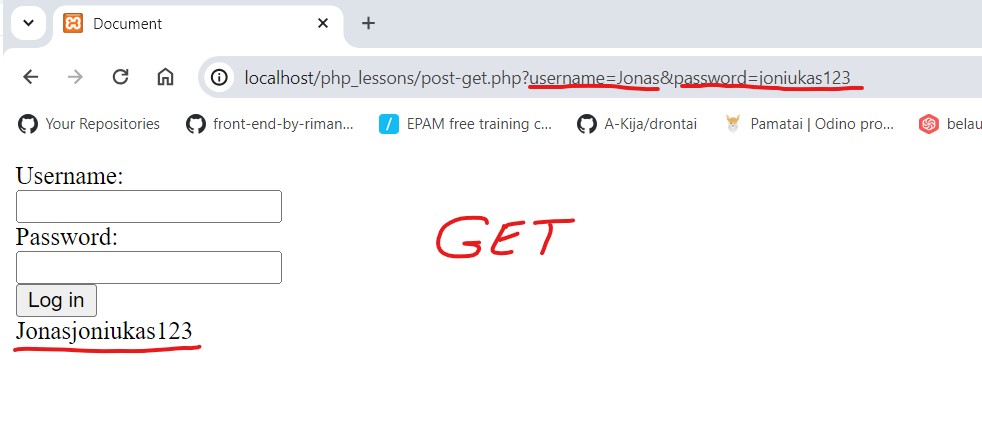 Document
localhost/php_lessons/post-get.php?username=Jonas&password=joniukas123
Your Repositories front-end-by-riman... EPAM free training c... A-Kija/drontai Pamatai | Odino pro... belau
Username:
GET
Password:
Log in
Jonasjoniukas123